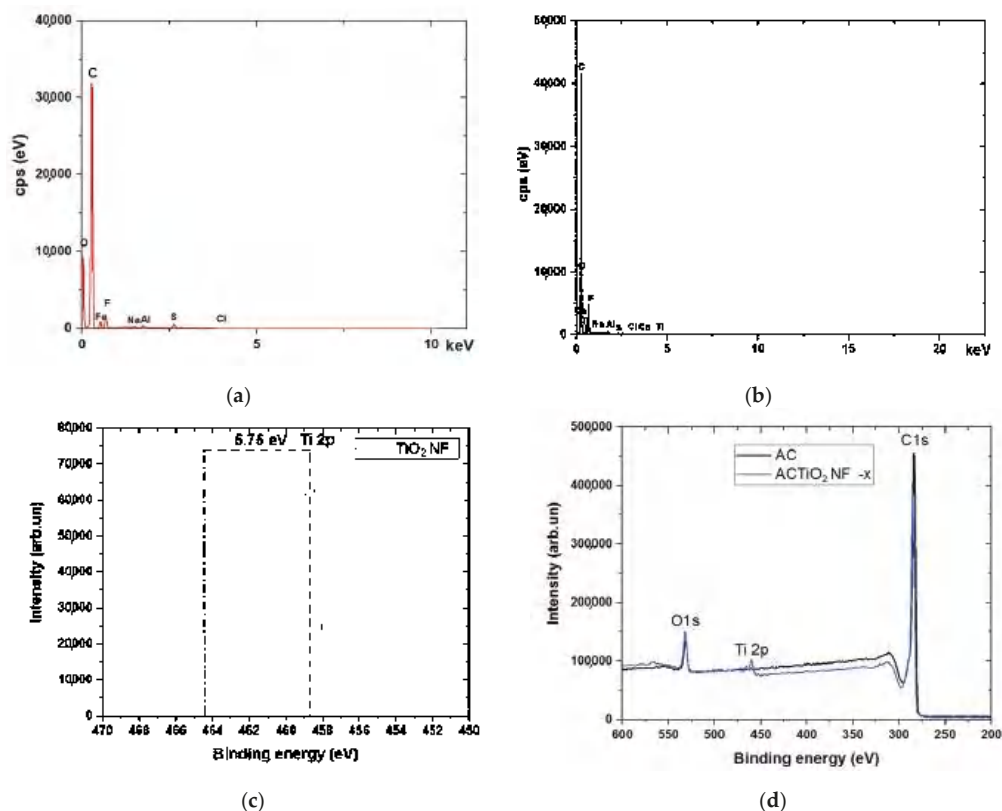 40,000
30,000
20,000
10,000
0
cps (eV)
O
C
Fe
F
Na Al
S
Cl
0
5
10
keV
(a)
50000
40000
30000
20000
10000
0
cps (eV)
C
O
F
Na Al
Cl Ca Ti
0
5
10
15
20
keV
(b)
80,000
70,000
60,000
50,000
40,000
30,000
20,000
10,000
0
Intensity (arb.un)
5.75 eV Ti 2p
TiO2 NF
470 468 466 464 462 460 458 456 454 452 450
Binding energy (eV)
(c)
500,000
400,000
300,000
200,000
100,000
0
Intensity (arb.un)
AC
ACTiO2 NF -x
C1s
O1s
Ti 2p
600 550 500 450 400 350 300 250 200
Binding energy (eV)
(d)